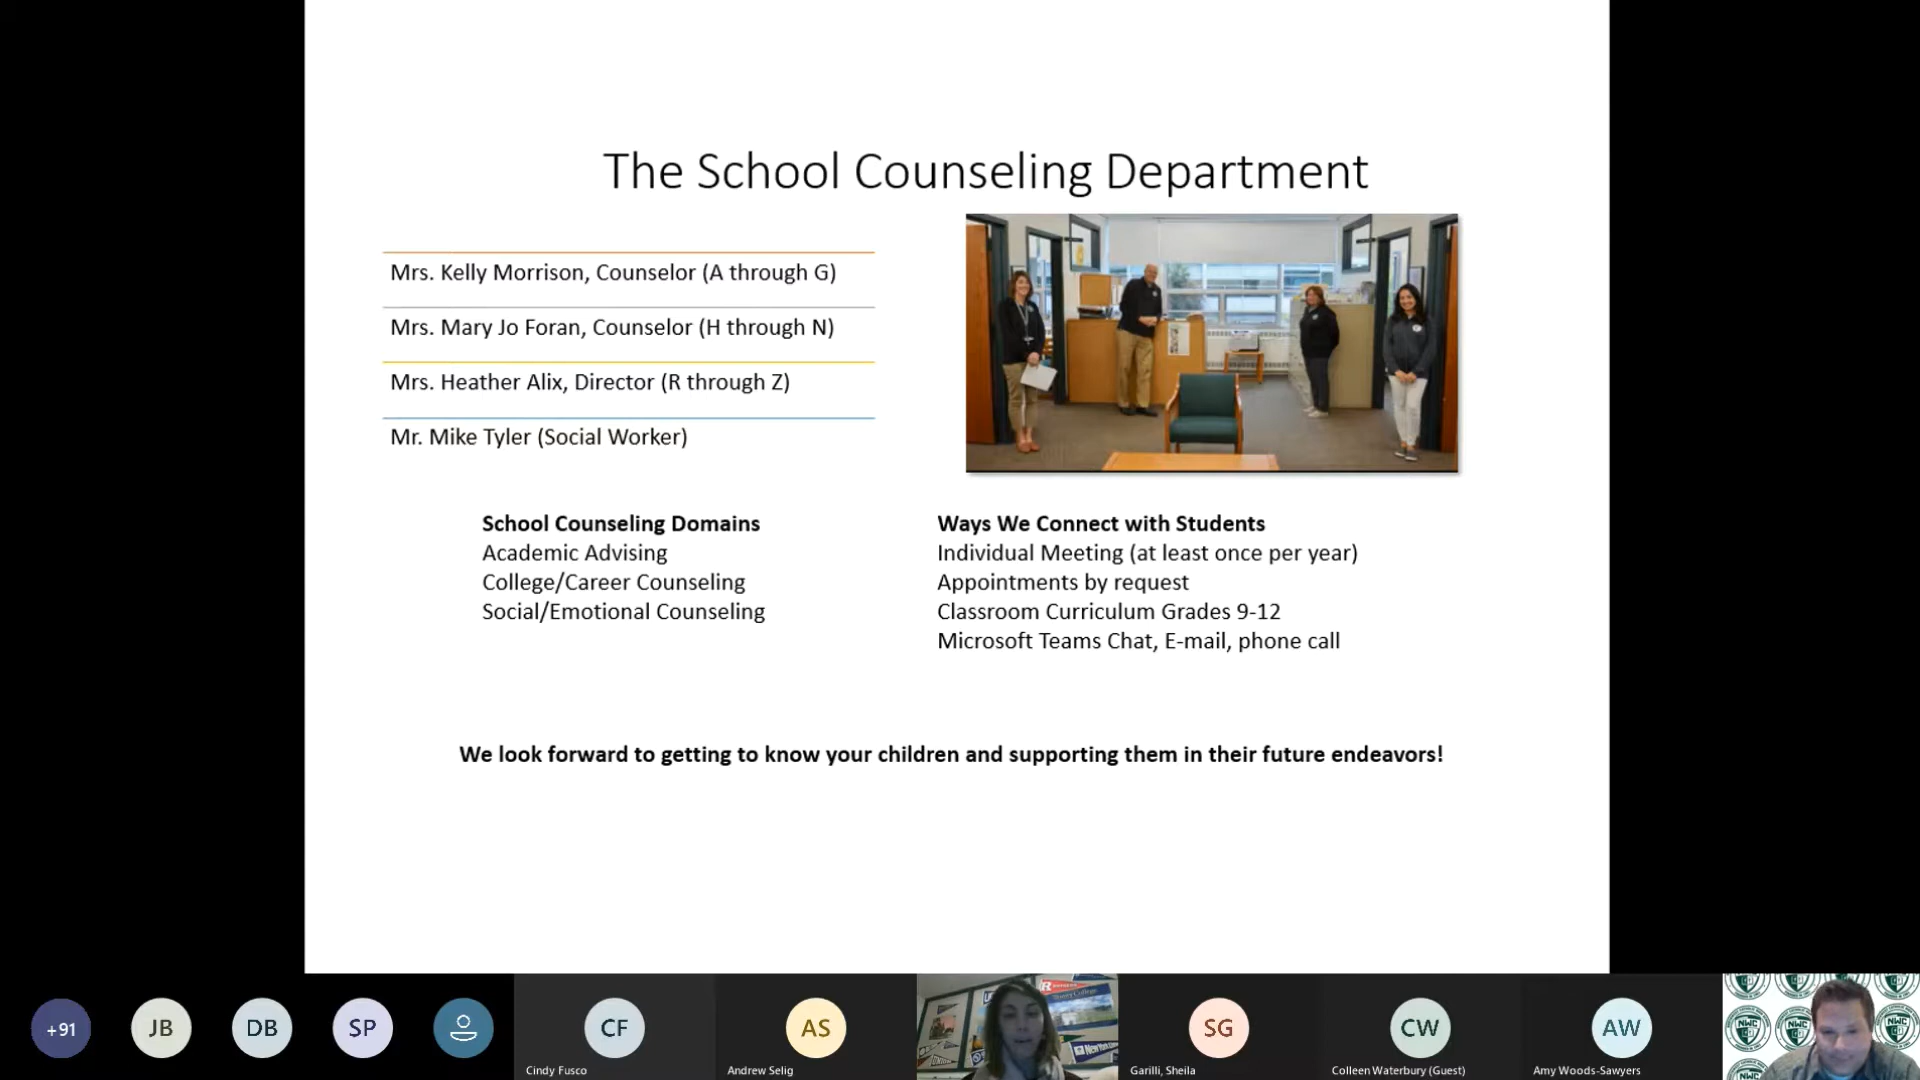 The School Counseling Department
Mrs. Kelly Morrison, Counselor (A through G)
Mrs. Mary Jo Foran, Counselor (H through N)
Mrs. Heather Alix, Director (R through Z)
Mr. Mike Tyler (Social Worker)
School Counseling Domains
Academic Advising
College/Career Counseling
Social/Emotional Counseling
Ways We Connect with Students
Individual Meeting (at least once per year)
Appointments by request
Classroom Curriculum Grades 9-12
Microsoft Teams Chat, E-mail, phone call
We look forward to getting to know your children and supporting them in their future endeavors!
+91
JB
DB
SP
CF
Cindy Fusco
AS
Andrew Selig
SG
Garilli, Sheila
CW
Colleen Waterbury (Guest)
AW
Amy Woods-Sawyers
NWC
NWC